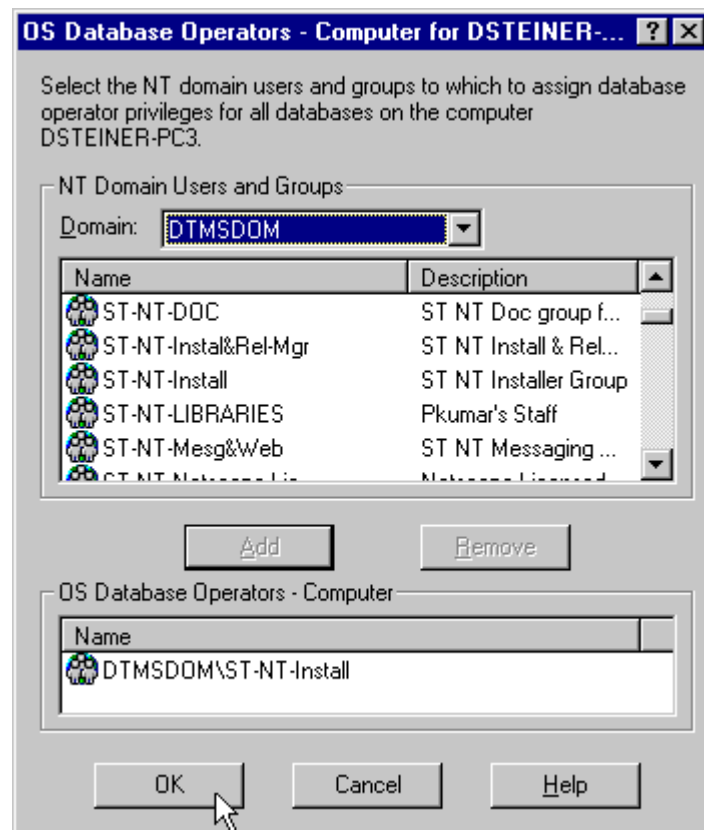 OS Database Operators - Computer for DSTEINER-...
Select the NT domain users and groups to which to assign database
operator privileges for all databases on the computer
DSTEINER-PC3.
NT Domain Users and Groups
Domain: DTMSDOM
Name Description
ST-NT-DOC ST NT Doc group f...
ST-NT-Instal&Rel-Mgr ST NT Install & Rel...
ST-NT-Install ST NT Installer Group
ST-NT-LIBRARIES Pkumar's Staff
ST-NT-Mesg&Web ST NT Messaging ...
Add Remove
OS Database Operators - Computer
Name
DTMSDOM\ST-NT-Install
OK Cancel Help